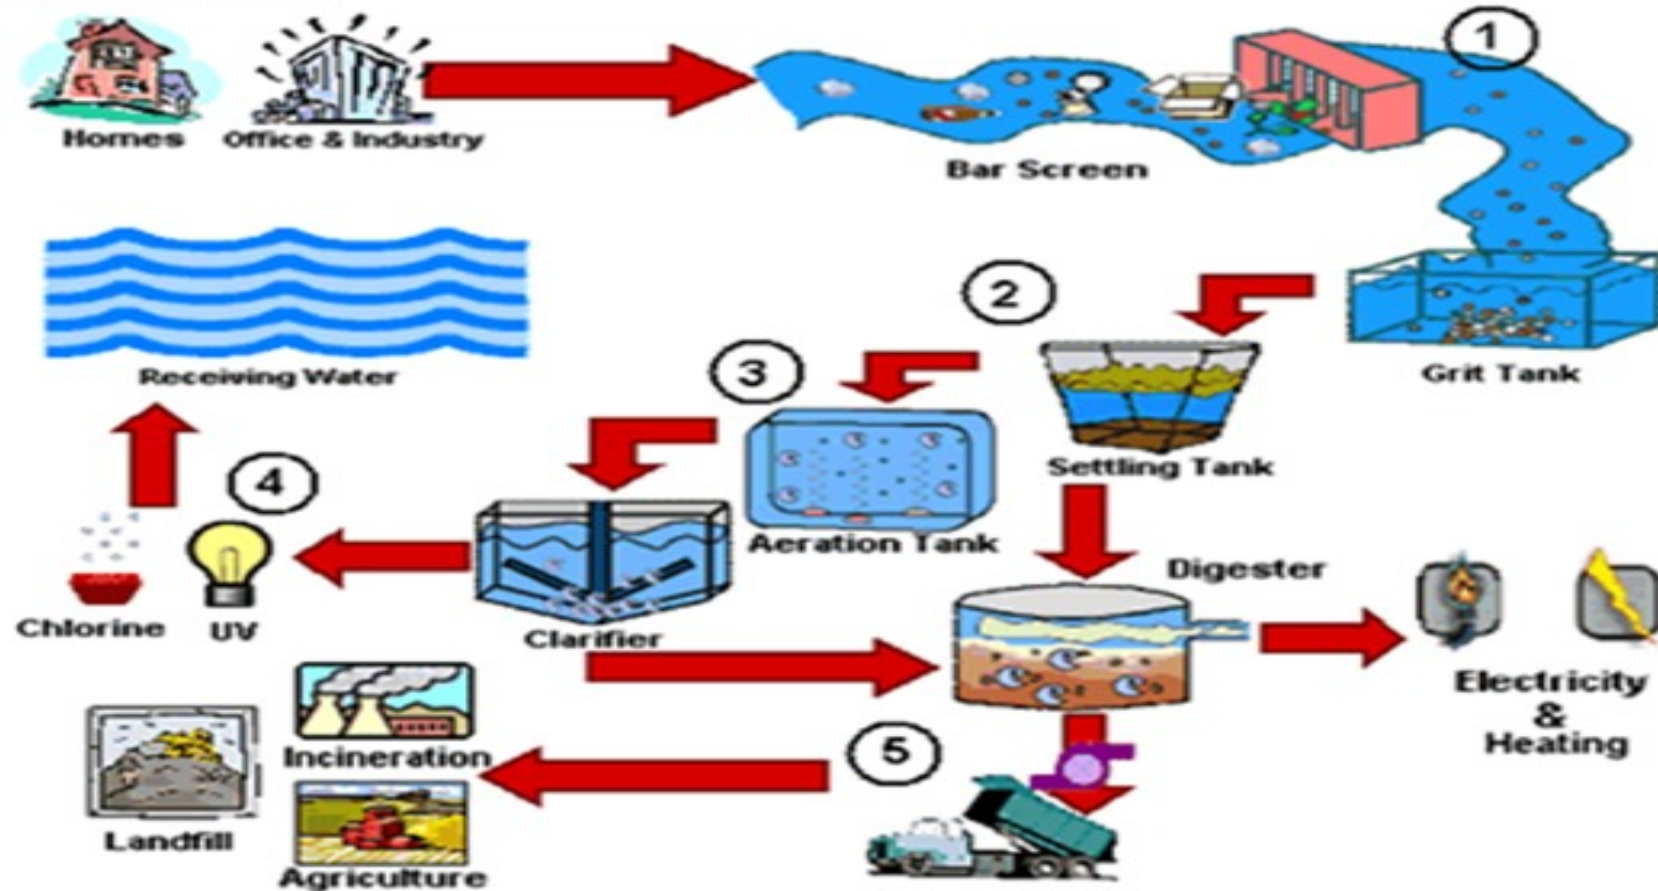 1
Homes
Office & Industry
Bar Screen
2
Grit Tank
3
Receiving Water
Settling Tank
4
Aeration Tank
Digester
Chlorine
UV
Clarifier
Electricity
&
Heating
5
Incineration
Landfill
Agriculture